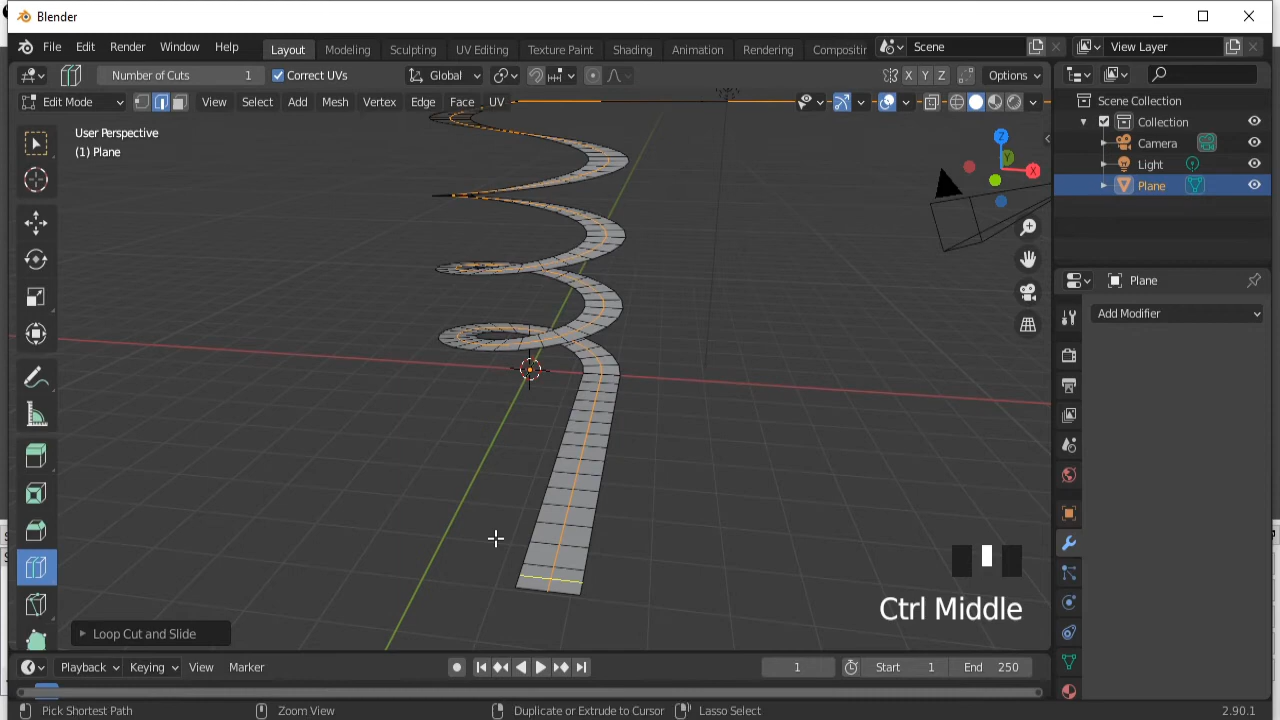 Blender
File Edit Render Window Help Layout Modeling Sculpting UV Editing Texture Paint Shading Animation Rendering Compositin Scene View Layer
Number of Cuts 1 Correct UVs Global X Y Z Options
Edit Mode View Select Add Mesh Vertex Edge Face UV
Scene Collection
Collection
Camera
Light
Plane
User Perspective
(1) Plane
Z
Y
X
Plane
Add Modifier
Ctrl Middle
Loop Cut and Slide
Playback Keying View Marker 1 Start 1 End 250
Pick Shortest Path Zoom View Duplicate or Extrude to Cursor Lasso Select 2.90.1